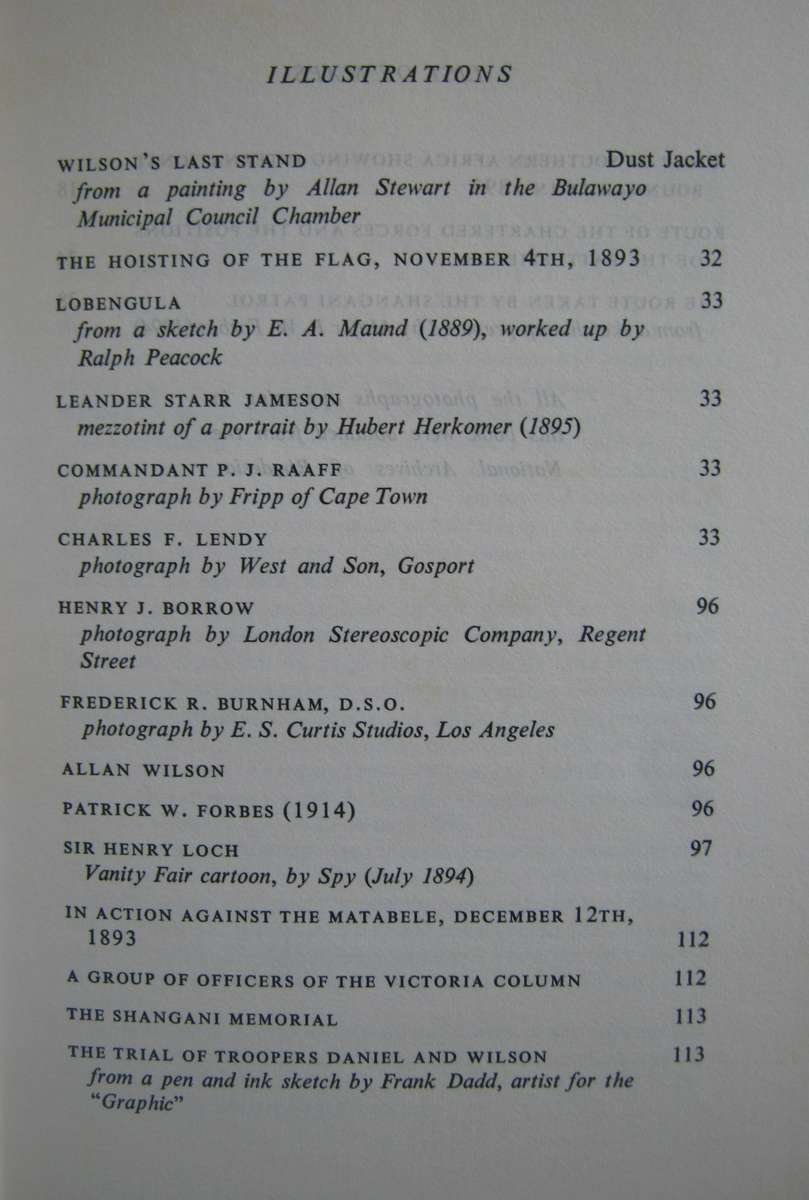 ILLUSTRATIONS
WILSON'S LAST STAND Dust Jacket
from a painting by Allan Stewart in the Bulawayo
Municipal Council Chamber
THE HOISTING OF THE FLAG, NOVEMBER 4TH, 1893 32
LOBENGULA 33
from a sketch by E. A. Maund (1889), worked up by
Ralph Peacock
LEANDER STARR JAMESON 33
mezzotint of a portrait by Hubert Herkomer (1895)
COMMANDANT P. J. RAAFF 33
photograph by Fripp of Cape Town
CHARLES F. LENDY 33
photograph by West and Son, Gosport
HENRY J. BORROW 96
photograph by London Stereoscopic Company, Regent
Street
FREDERICK R. BURNHAM, D.S.O. 96
photograph by E. S. Curtis Studios, Los Angeles
ALLAN WILSON 96
PATRICK W. FORBES (1914) 96
SIR HENRY LOCH 97
Vanity Fair cartoon, by Spy (July 1894)
IN ACTION AGAINST THE MATABELE, DECEMBER 12TH,
1893 112
A GROUP OF OFFICERS OF THE VICTORIA COLUMN 112
THE SHANGANI MEMORIAL 113
THE TRIAL OF TROOPERS DANIEL AND WILSON 113
from a pen and ink sketch by Frank Dadd, artist for the
"Graphic"